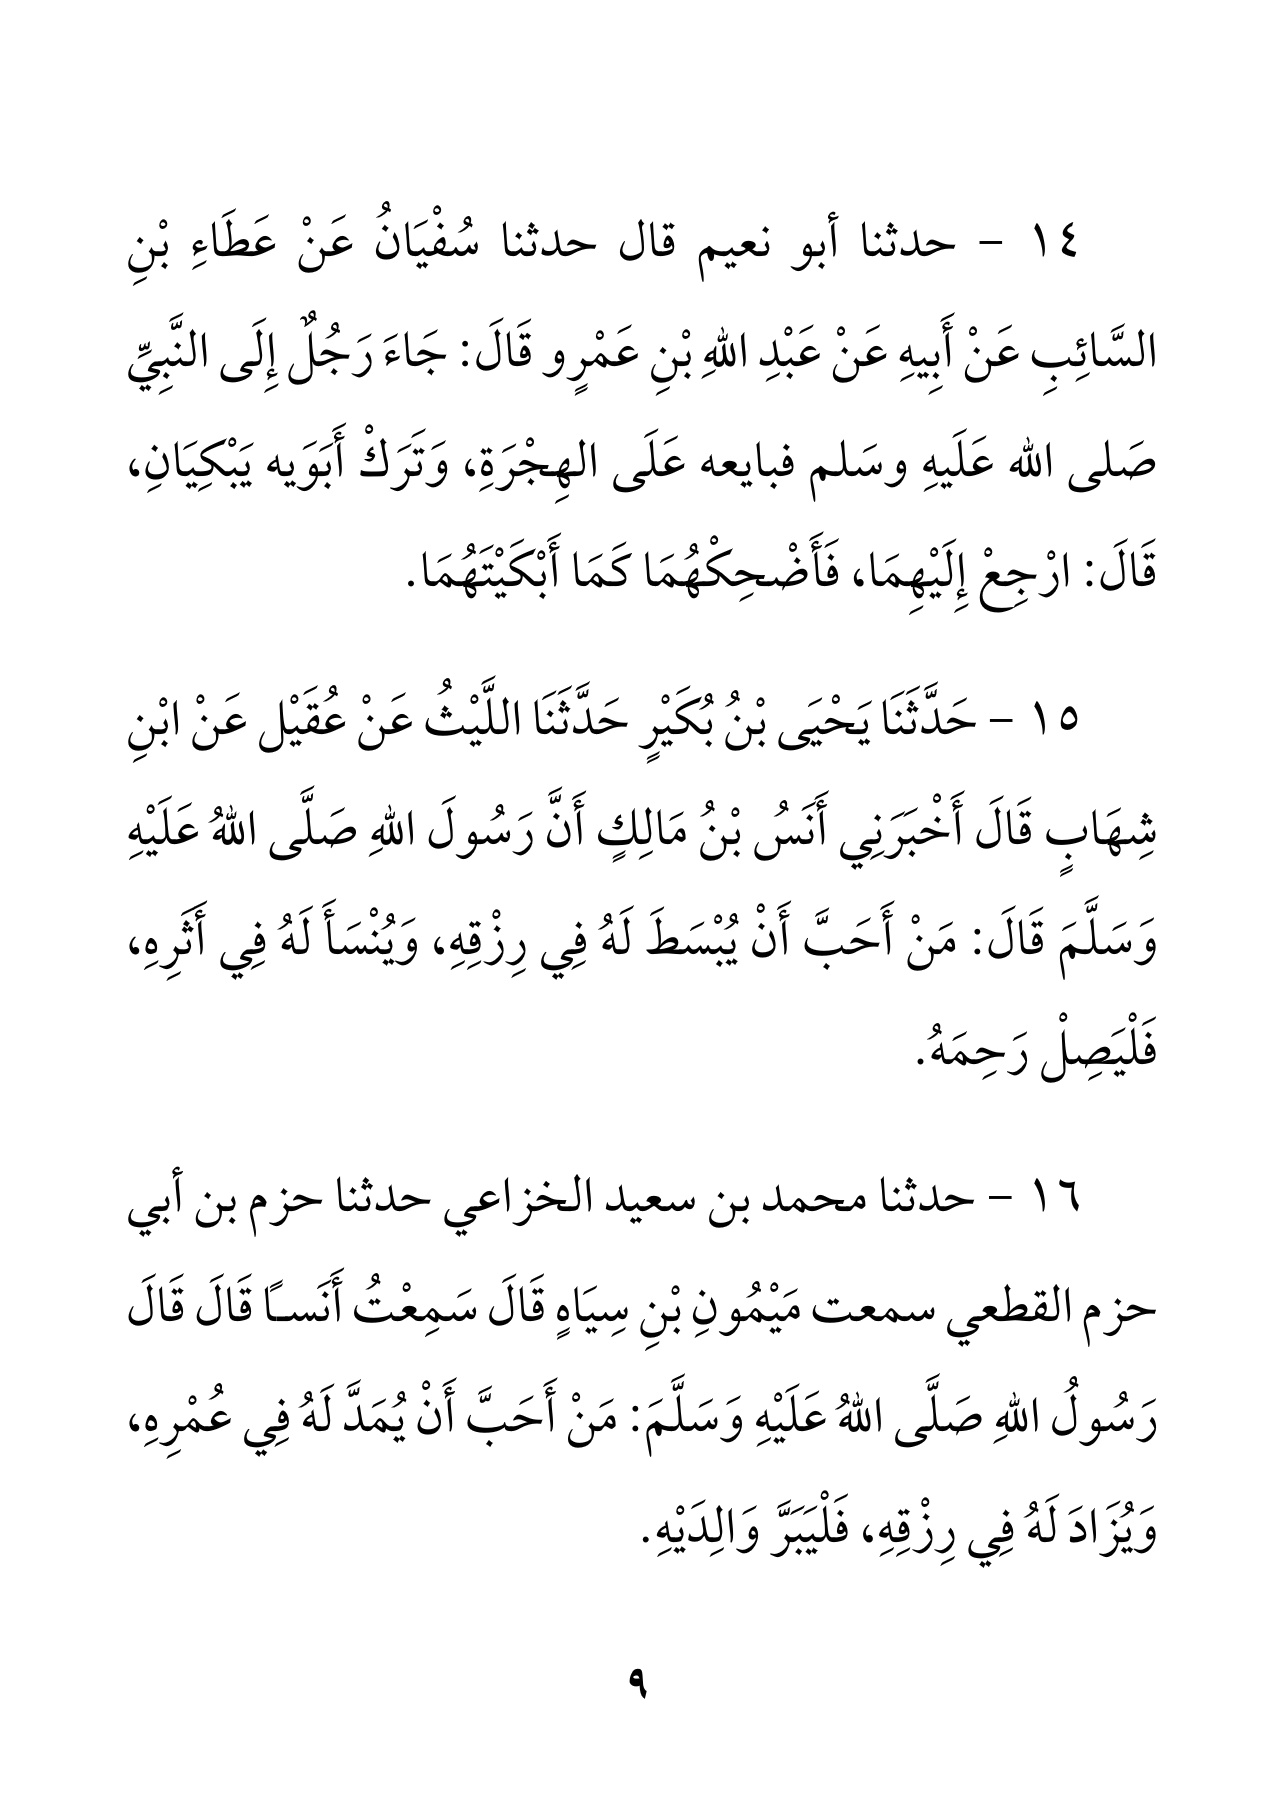 ١٤ – حدثنا أبو نعيم قال حدثنا سُفْيَانُ عَنْ عَطَاءِ بْنِ
السَّائِبِ عَنْ أَبِيهِ عَنْ عَبْدِ اللهِ بْنِ عَمْرٍو قَالَ: جَاءَ رَجُلٌ إِلَى النَّبِيِّ
صَلى الله عَلَيهِ وسَلم فبايعه عَلَى الهِجْرَةِ، وَتَرَكْ أَبَوَيه يَبْكِيَانِ،
قَالَ: ارْجِعْ إِلَيْهِمَا، فَأَضْحِكْهُمَا كَمَا أَبْكَيْتَهُمَا.
١٥ – حَدَّثَنَا يَحْيَى بْنُ بُكَيْرٍ حَدَّثَنَا اللَّيْثُ عَنْ عُقَيْل عَنْ ابْنِ
شِهَابٍ قَالَ أَخْبَرَنِي أَنَسُ بْنُ مَالِكٍ أَنَّ رَسُولَ اللهِ صَلَّى اللهُ عَلَيْهِ
وَسَلَّمَ قَالَ: مَنْ أَحَبَّ أَنْ يُبْسَطَ لَهُ فِي رِزْقِهِ، وَيُنْسَأَ لَهُ فِي أَثَرِهِ،
فَلْيَصِلْ رَحِمَهُ.
١٦ – حدثنا محمد بن سعيد الخزاعي حدثنا حزم بن أبي
حزم القطعي سمعت مَيْمُونِ بْنِ سِيَاهٍ قَالَ سَمِعْتُ أَنَسًا قَالَ قَالَ
رَسُولُ اللهِ صَلَّى اللهُ عَلَيْهِ وَسَلَّمَ: مَنْ أَحَبَّ أَنْ يُمَدَّ لَهُ فِي عُمْرِهِ،
وَيُزَادَ لَهُ فِي رِزْقِهِ، فَلْيَبَرَّ وَالِدَيْهِ.
٩